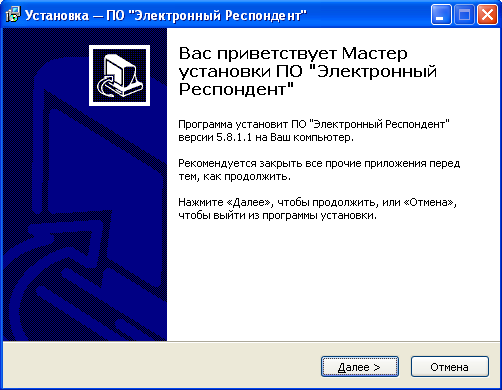 Установка — ПО "Электронный Респондент"
Вас приветствует Мастер
установки ПО "Электронный
Респондент"
Программа установит ПО "Электронный Респондент"
версии 5.8.1.1 на Ваш компьютер.
Рекомендуется закрыть все прочие приложения перед
тем, как продолжить.
Нажмите «Далее», чтобы продолжить, или «Отмена»,
чтобы выйти из программы установки.
Далее >
Отмена